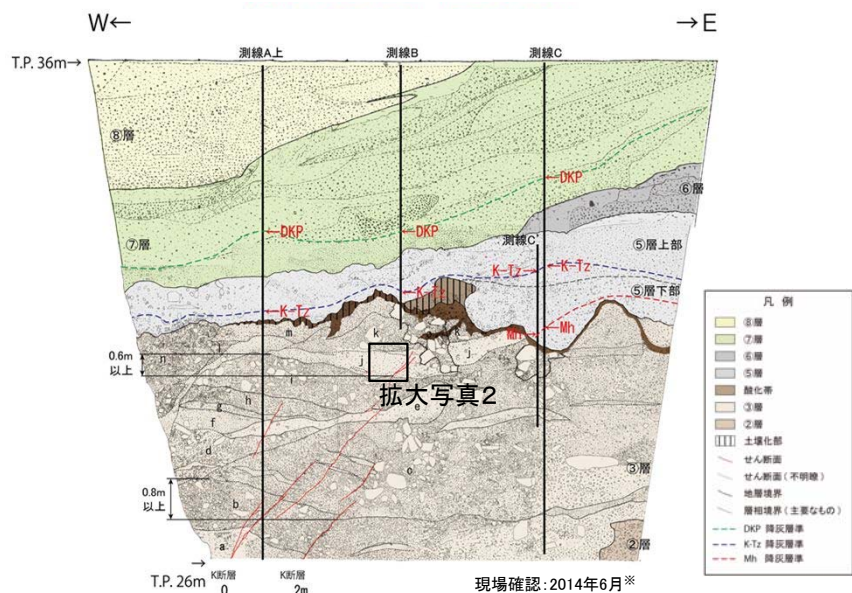 W← →E
測線A上 測線B 測線C
T.P. 36m→
⑧層
←DKP
⑥層
←DKP ←DKP
測線C'
⑦層
⑤層上部
K-Tz→ ←K-Tz
←K-Tz
←K-Tz
⑤層下部
←Mh
Mh→
m k
n l
j j
0.6m
以上
i
拡大写真2
h
g e
f
d
c
③層
0.8m
以上
b
②層
a
T.P. 26m→
K断層 K断層
0 2m
現場確認:2014年6月※
凡 例
⑧層
⑦層
⑥層
⑤層
酸化帯
③層
②層
土壌化部
せん断面
せん断面(不明瞭)
地層境界
層相境界(主要なもの)
DKP 降灰層準
K-Tz 降灰層準
Mh 降灰層準